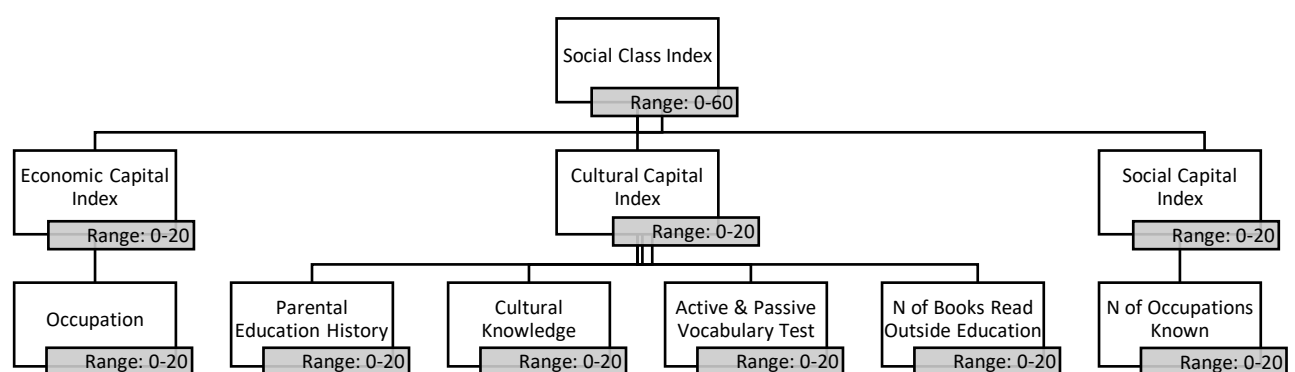 Social Class Index
Range: 0-60
Economic Capital
Index
Range: 0-20
Cultural Capital
Index
Range: 0-20
Social Capital
Index
Range: 0-20
Occupation
Range: 0-20
Parental
Education History
Range: 0-20
Cultural
Knowledge
Range: 0-20
Active & Passive
Vocabulary Test
Range: 0-20
N of Books Read
Outside Education
Range: 0-20
N of Occupations
Known
Range: 0-20